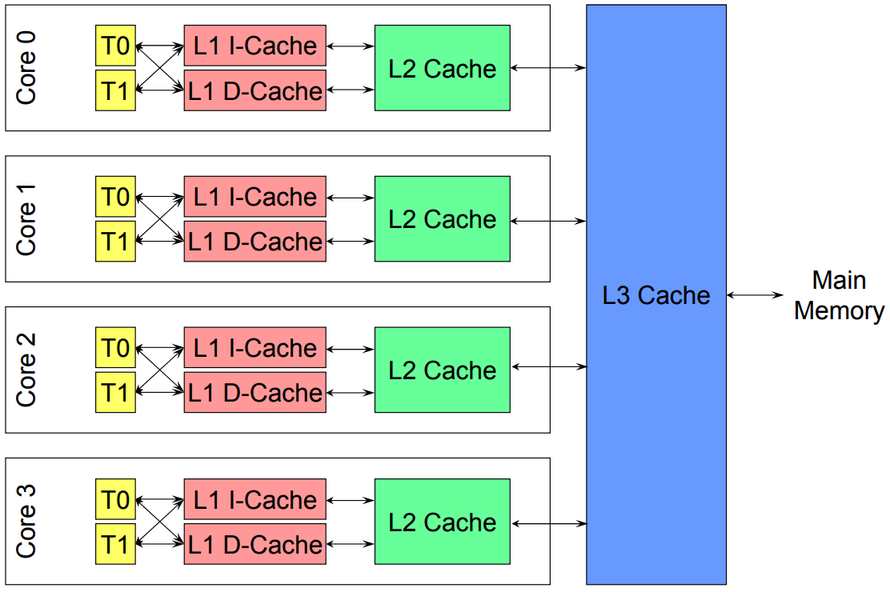 Core 0
T0
L1 I-Cache
T1
L1 D-Cache
L2 Cache
Core 1
T0
L1 I-Cache
T1
L1 D-Cache
L2 Cache
Core 2
T0
L1 I-Cache
T1
L1 D-Cache
L2 Cache
Core 3
T0
L1 I-Cache
T1
L1 D-Cache
L2 Cache
L3 Cache
Main
Memory